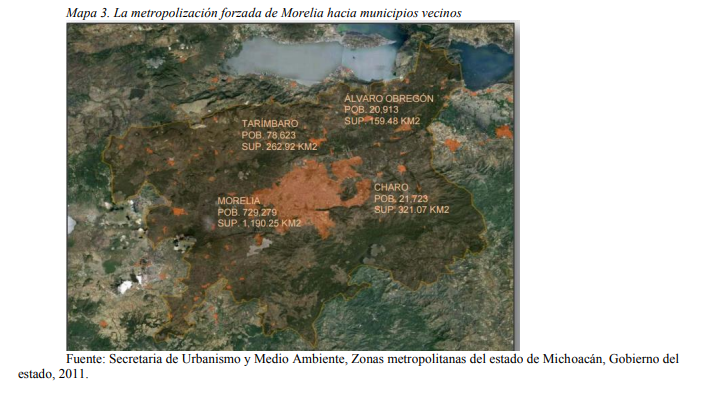 Mapa 3. La metropolización forzada de Morelia hacia municipios vecinos
ÁLVARO OBREGÓN
POB. 20,913
SUP. 159.48 KM2
TARÍMBARO
POB. 78,623
SUP. 262.92 KM2
CHARO
POB. 21,723
SUP. 321.07 KM2
MORELIA
POB. 729,279
SUP. 1,190.25 KM2
Fuente: Secretaria de Urbanismo y Medio Ambiente, Zonas metropolitanas del estado de Michoacán, Gobierno del
estado, 2011.